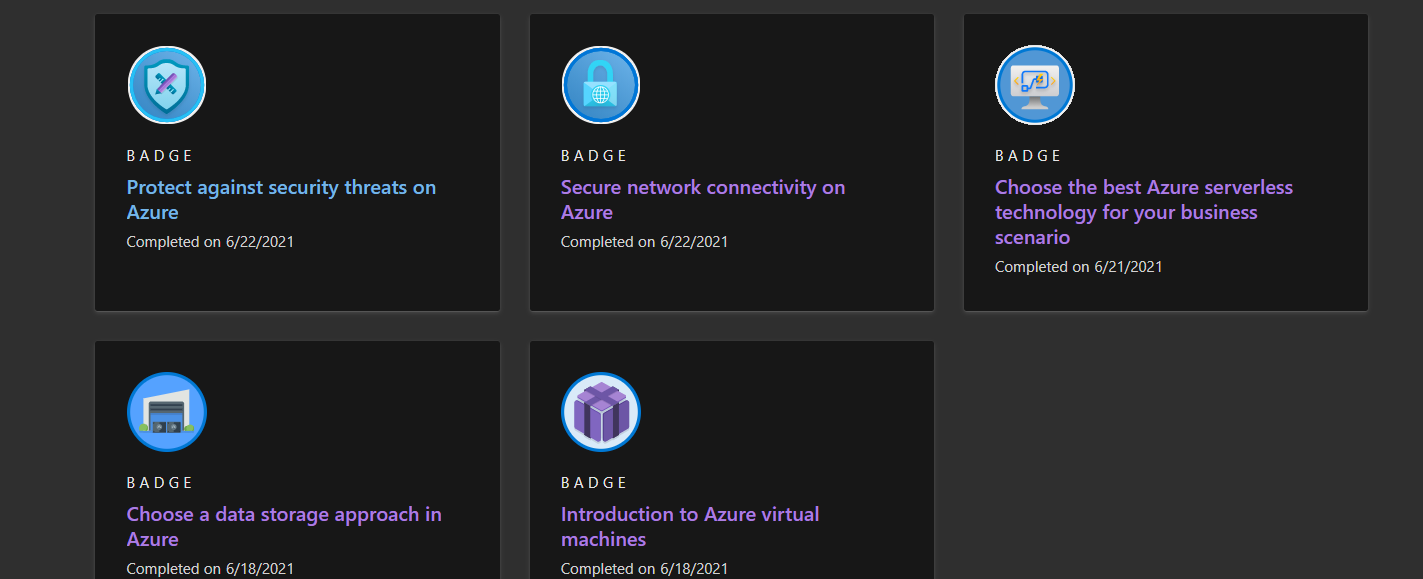 BADGE
Protect against security threats on
Azure
Completed on 6/22/2021
BADGE
Secure network connectivity on
Azure
Completed on 6/22/2021
BADGE
Choose the best Azure serverless
technology for your business
scenario
Completed on 6/21/2021
BADGE
Choose a data storage approach in
Azure
Completed on 6/18/2021
BADGE
Introduction to Azure virtual
machines
Completed on 6/18/2021